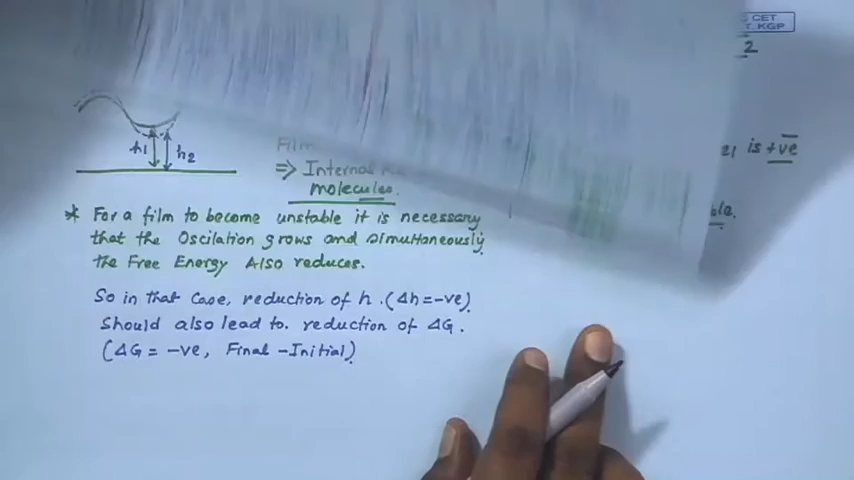 CET
T. KGP
2
h1
h2
is +ve
Film
⇒ Internal
molecules.
* For a film to become unstable it is necessary
that the Oscilation grows and simultaneously
the Free Energy Also reduces.
So in that Case, reduction of h. (Δh = -ve)
Should also lead to. reduction of ΔG.
(ΔG = -ve, Final - Initial)